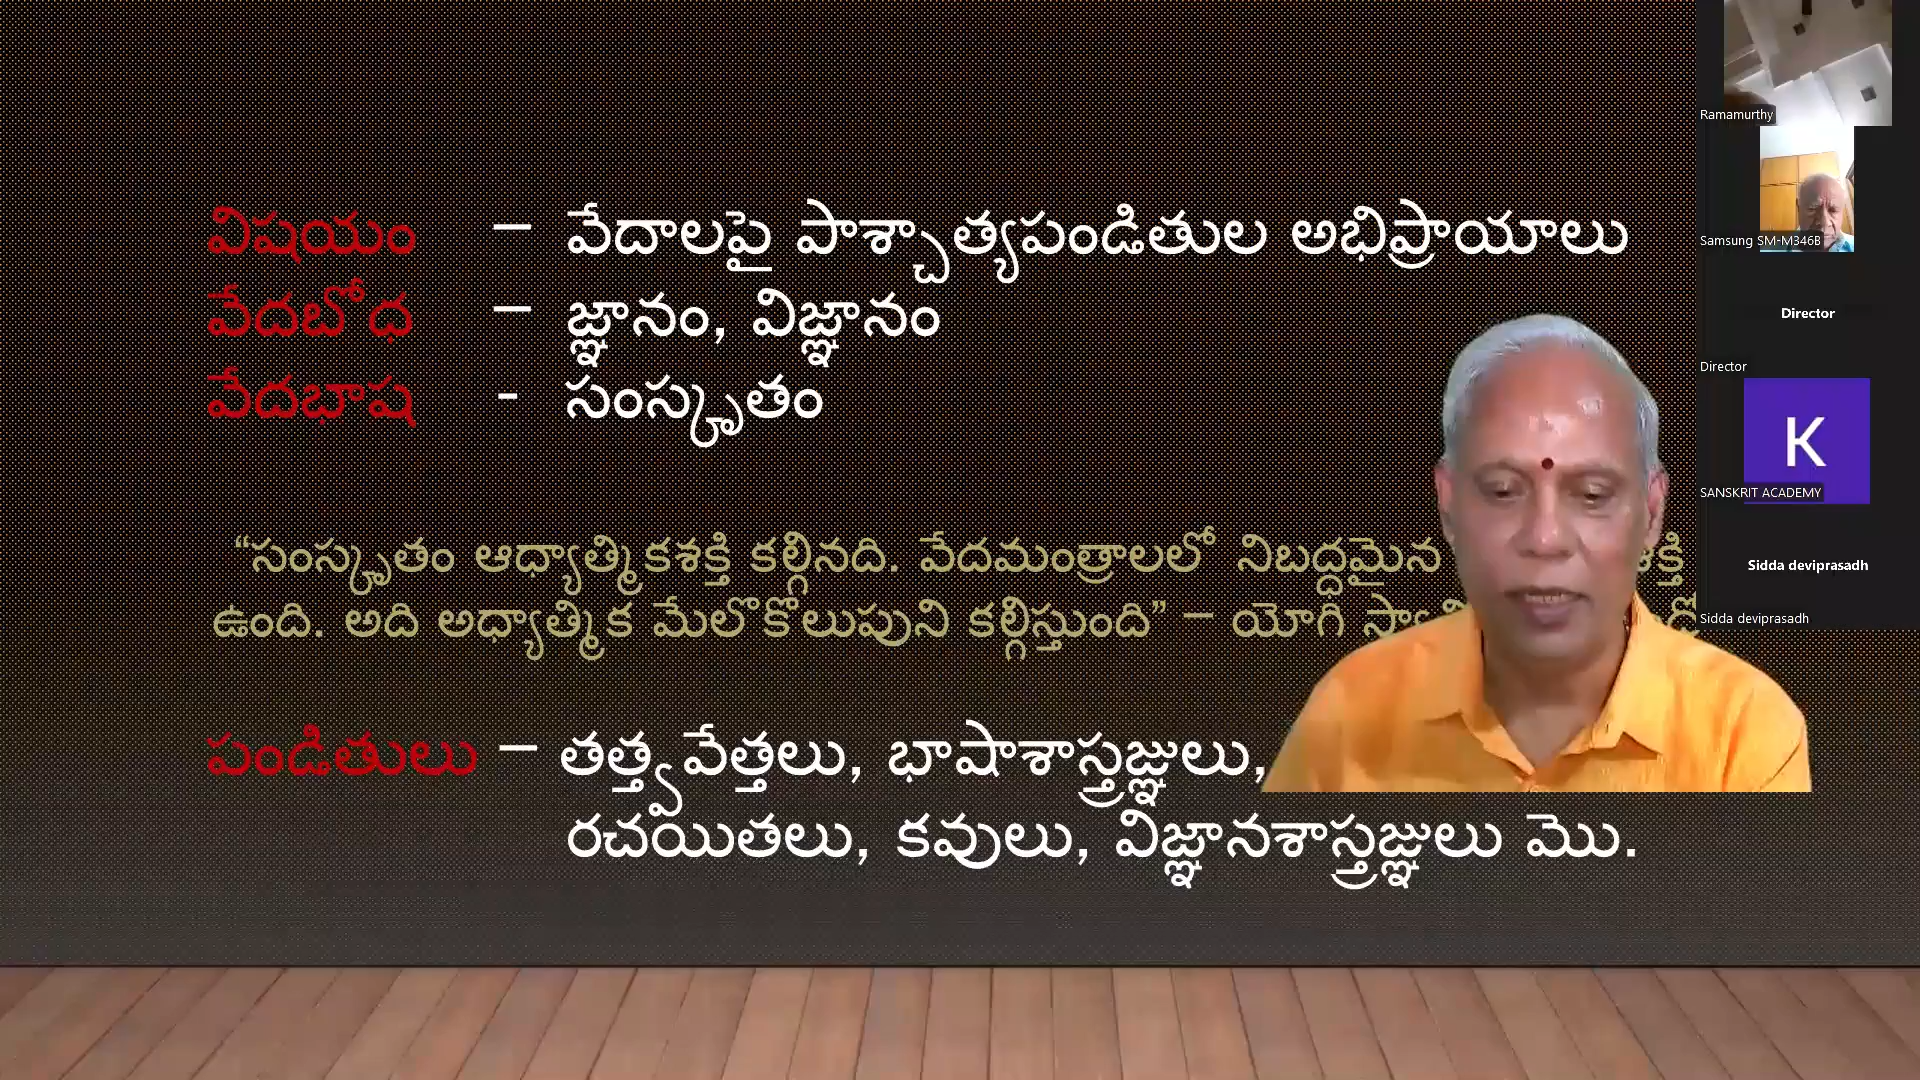 విషయం – వేదాలపై పాశ్చాత్యపండితుల అభిప్రాయాలు
వేదబోధ – జ్ఞానం, విజ్ఞానం
వేదభాష - సంస్కృతం
“సంస్కృతం ఆధ్యాత్మికశక్తి కల్గినది. వేదమంత్రాలలో నిబద్ధమైన
ఉంది. అది అధ్యాత్మిక మేలొకొలుపుని కల్గిస్తుంది” – యోగి
పండితులు – తత్త్వవేత్తలు, భాషాశాస్త్రజ్ఞులు,
రచయితలు, కవులు, విజ్ఞానశాస్త్రజ్ఞులు మొ.
Ramamurthy
Samsung SM-M346B
Director
Director
K
SANSKRIT ACADEMY
Sidda deviprasadh
Sidda deviprasadh